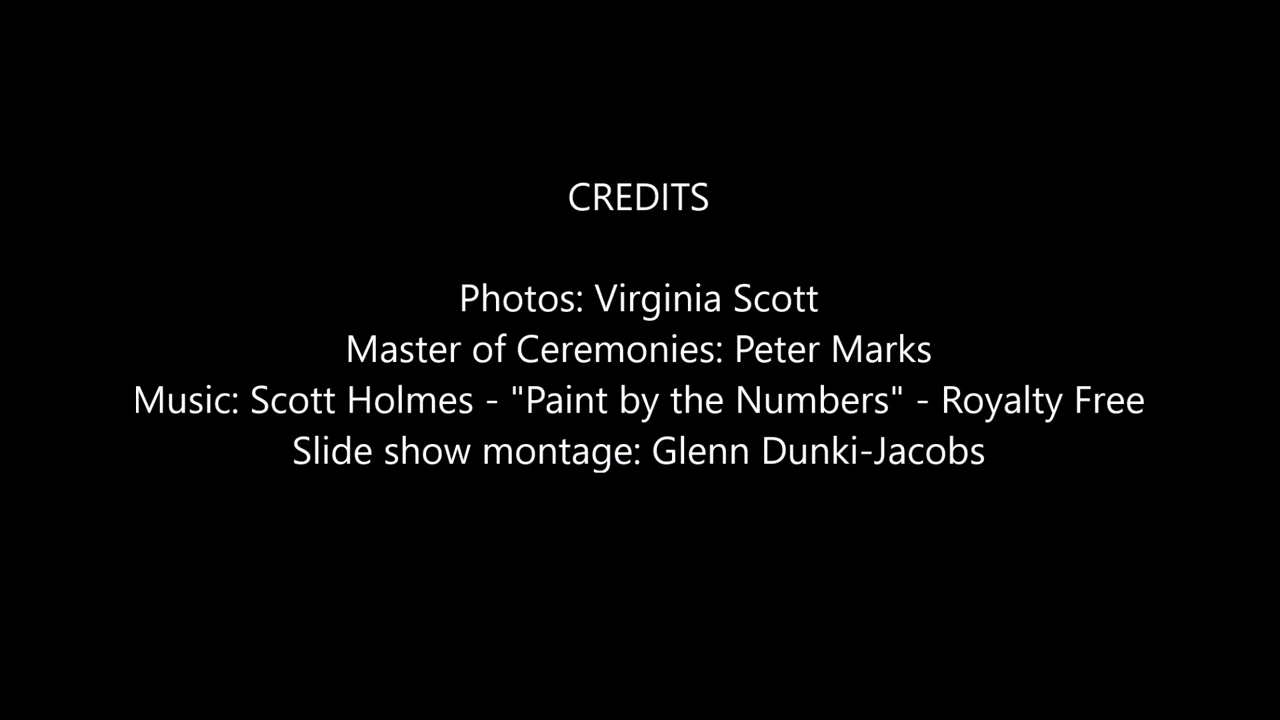 CREDITS
Photos: Virginia Scott
Master of Ceremonies: Peter Marks
Music: Scott Holmes - "Paint by the Numbers" - Royalty Free
Slide show montage: Glenn Dunki-Jacobs